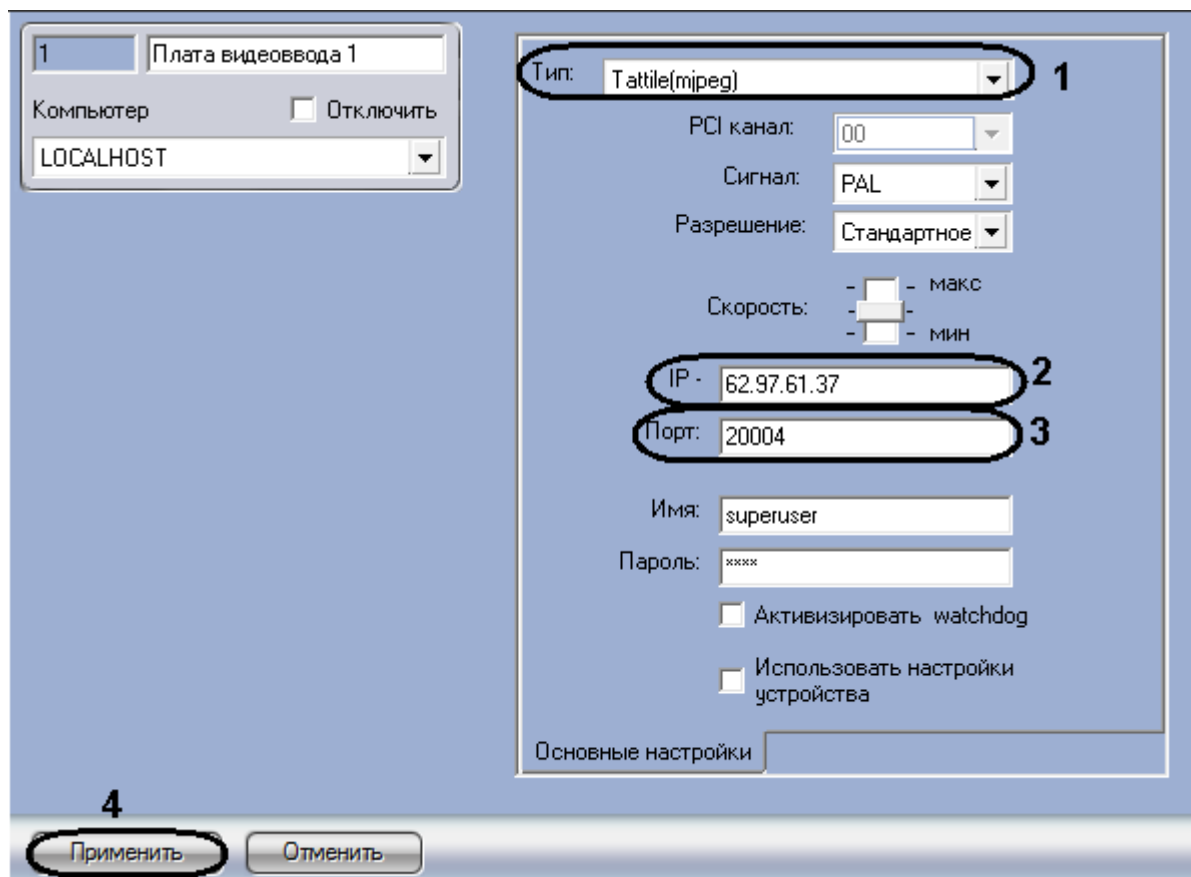 1 Плата видеоввода 1
Компьютер Отключить
LOCALHOST
Тип: Tattile(mjpeg) 1
PCI канал: 00
Сигнал: PAL
Разрешение: Стандартное
Скорость: - - макс
- -
- - мин
IP - 62.97.61.37 2
Порт: 20004 3
Имя: superuser
Пароль: ****
Активизировать watchdog
Использовать настройки
устройства
Основные настройки
4
Применить Отменить